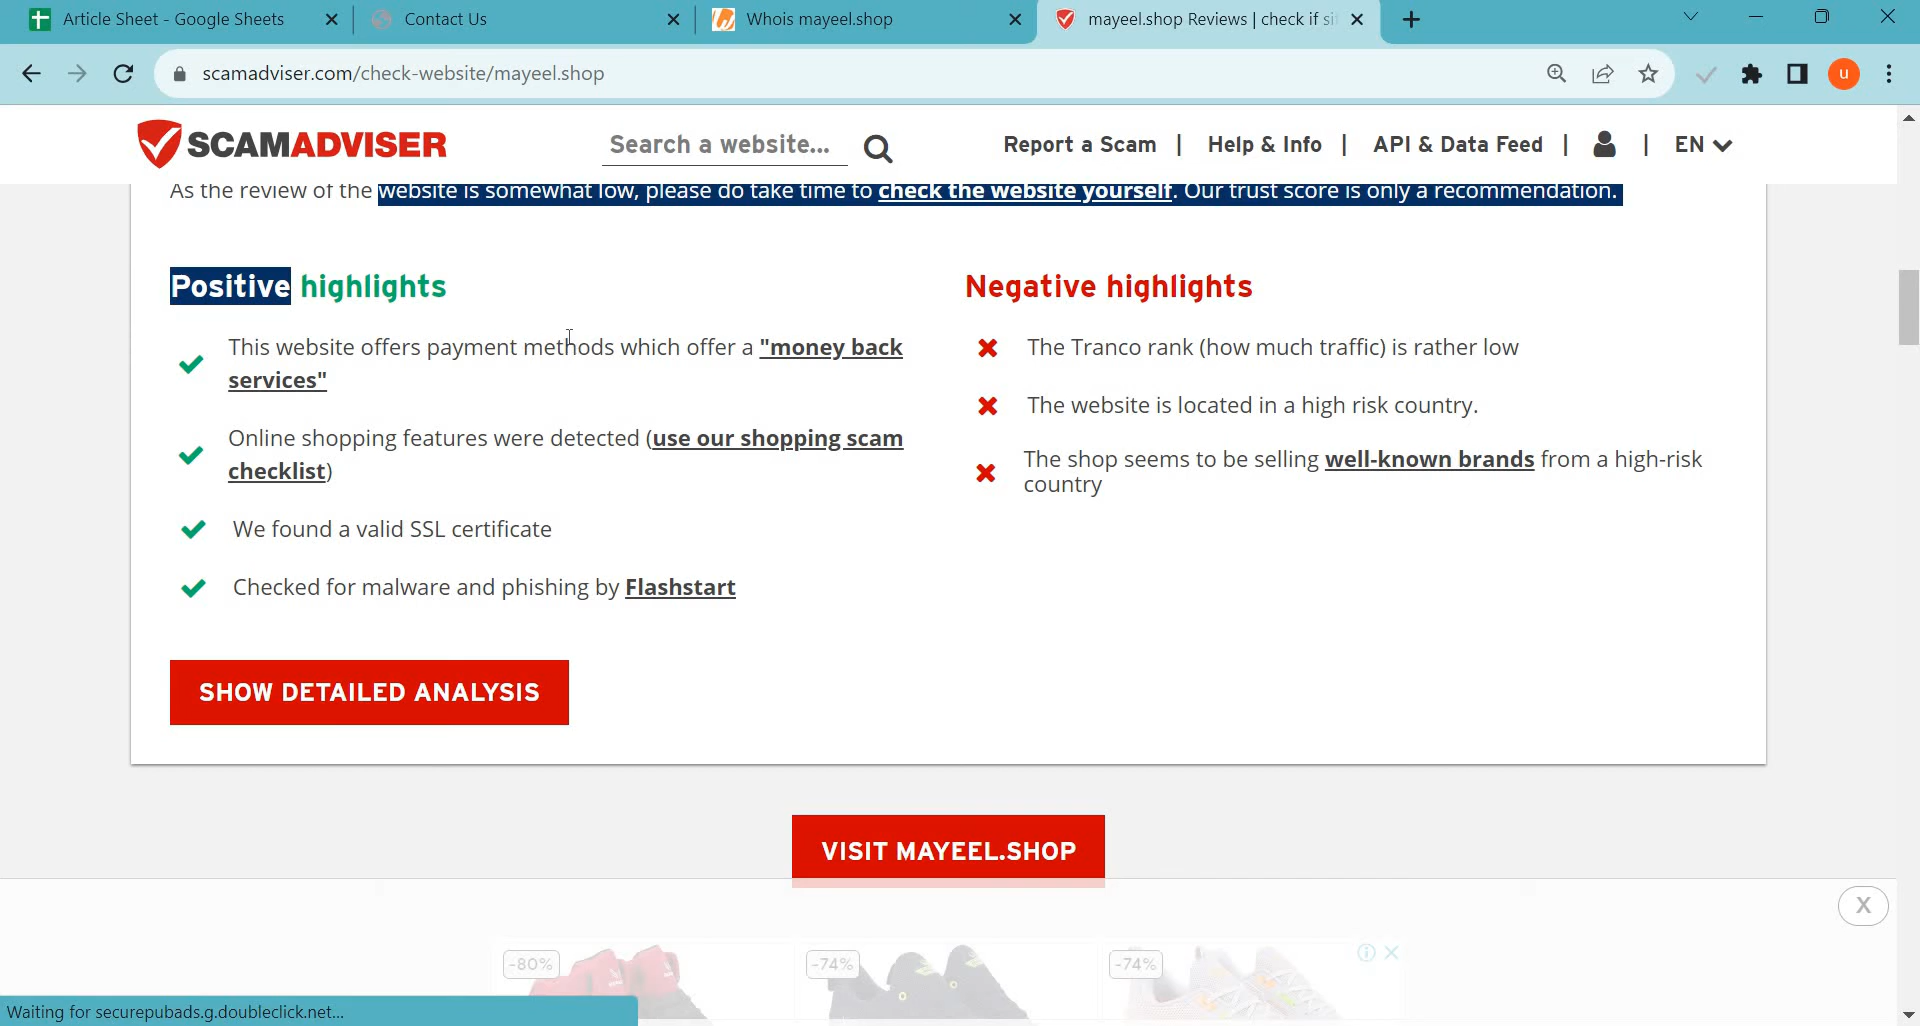 Article Sheet - Google Sheets
Contact Us
Whois mayeel.shop
mayeel.shop Reviews | check if si
scamadviser.com/check-website/mayeel.shop
u
SCAMADVISER
Search a website...
Report a Scam |
Help & Info |
API & Data Feed |
|
EN
As the review of the website is somewhat low, please do take time to check the website yourself. Our trust score is only a recommendation.
Positive highlights
This website offers payment methods which offer a "money back
services"
Online shopping features were detected (use our shopping scam
checklist)
We found a valid SSL certificate
Checked for malware and phishing by Flashstart
Negative highlights
The Tranco rank (how much traffic) is rather low
The website is located in a high risk country.
The shop seems to be selling well-known brands from a high-risk
country
SHOW DETAILED ANALYSIS
VISIT MAYEEL.SHOP
X
-80%
-74%
-74%
Waiting for securepubads.g.doubleclick.net...